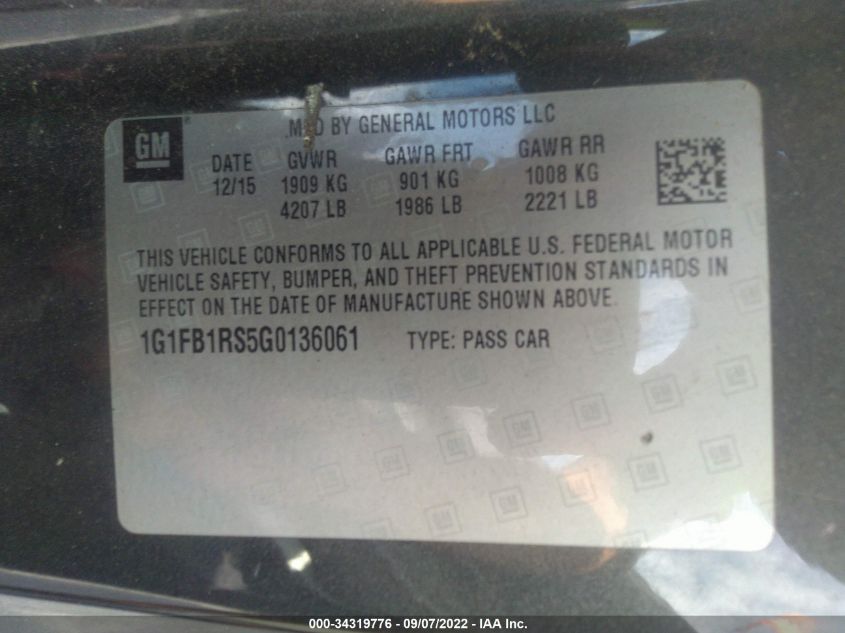 GM
®
MFD BY GENERAL MOTORS LLC
DATE GVWR GAWR FRT GAWR RR
12/15 1909 KG 901 KG 1008 KG
4207 LB 1986 LB 2221 LB
THIS VEHICLE CONFORMS TO ALL APPLICABLE U.S. FEDERAL MOTOR
VEHICLE SAFETY, BUMPER, AND THEFT PREVENTION STANDARDS IN
EFFECT ON THE DATE OF MANUFACTURE SHOWN ABOVE.
1G1FB1RS5G0136061 TYPE: PASS CAR
000-34319776 - 09/07/2022 - IAA Inc.